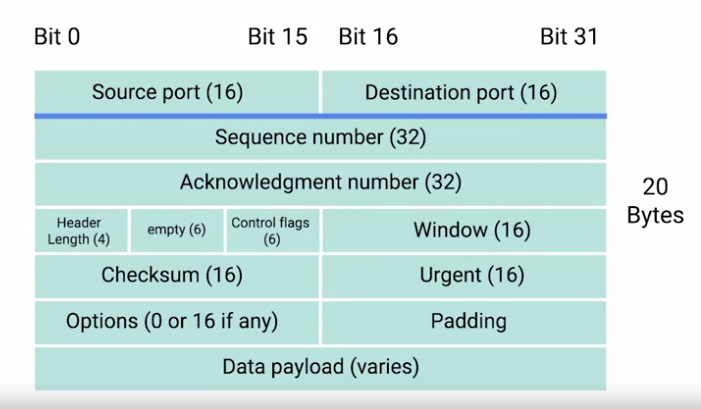 Bit 0 Bit 15 Bit 16 Bit 31
Source port (16) Destination port (16)
Sequence number (32)
Acknowledgment number (32)
Header
Length (4)
empty (6)
Control flags
(6)
Window (16)
Checksum (16) Urgent (16)
Options (0 or 16 if any) Padding
Data payload (varies)
20
Bytes